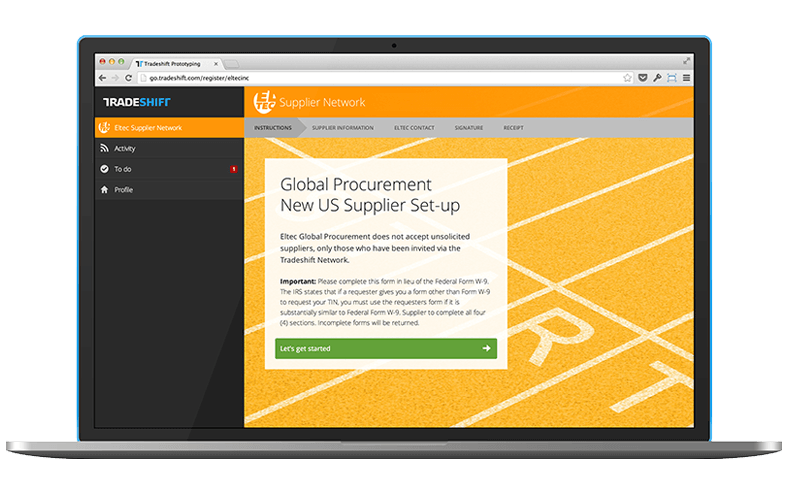 Tradeshift Prototyping
go.tradeshift.com/register/eltecinc
TRADESHIFT
EL
TEC
Supplier Network
Eltec Supplier Network
Activity
To do
1
Profile
INSTRUCTIONS
SUPPLIER INFORMATION
ELTEC CONTACT
SIGNATURE
RECEIPT
Global Procurement
New US Supplier Set-up
Eltec Global Procurement does not accept unsolicited
suppliers, only those who have been invited via the
Tradeshift Network.
Important: Please complete this form in lieu of the Federal Form W-9.
The IRS states that if a requester gives you a form other than Form W-9
to request your TIN, you must use the requesters form if it is
substantially similar to Federal Form W-9. Supplier to complete all four
(4) sections. Incomplete forms will be returned.
Let's get started
R T